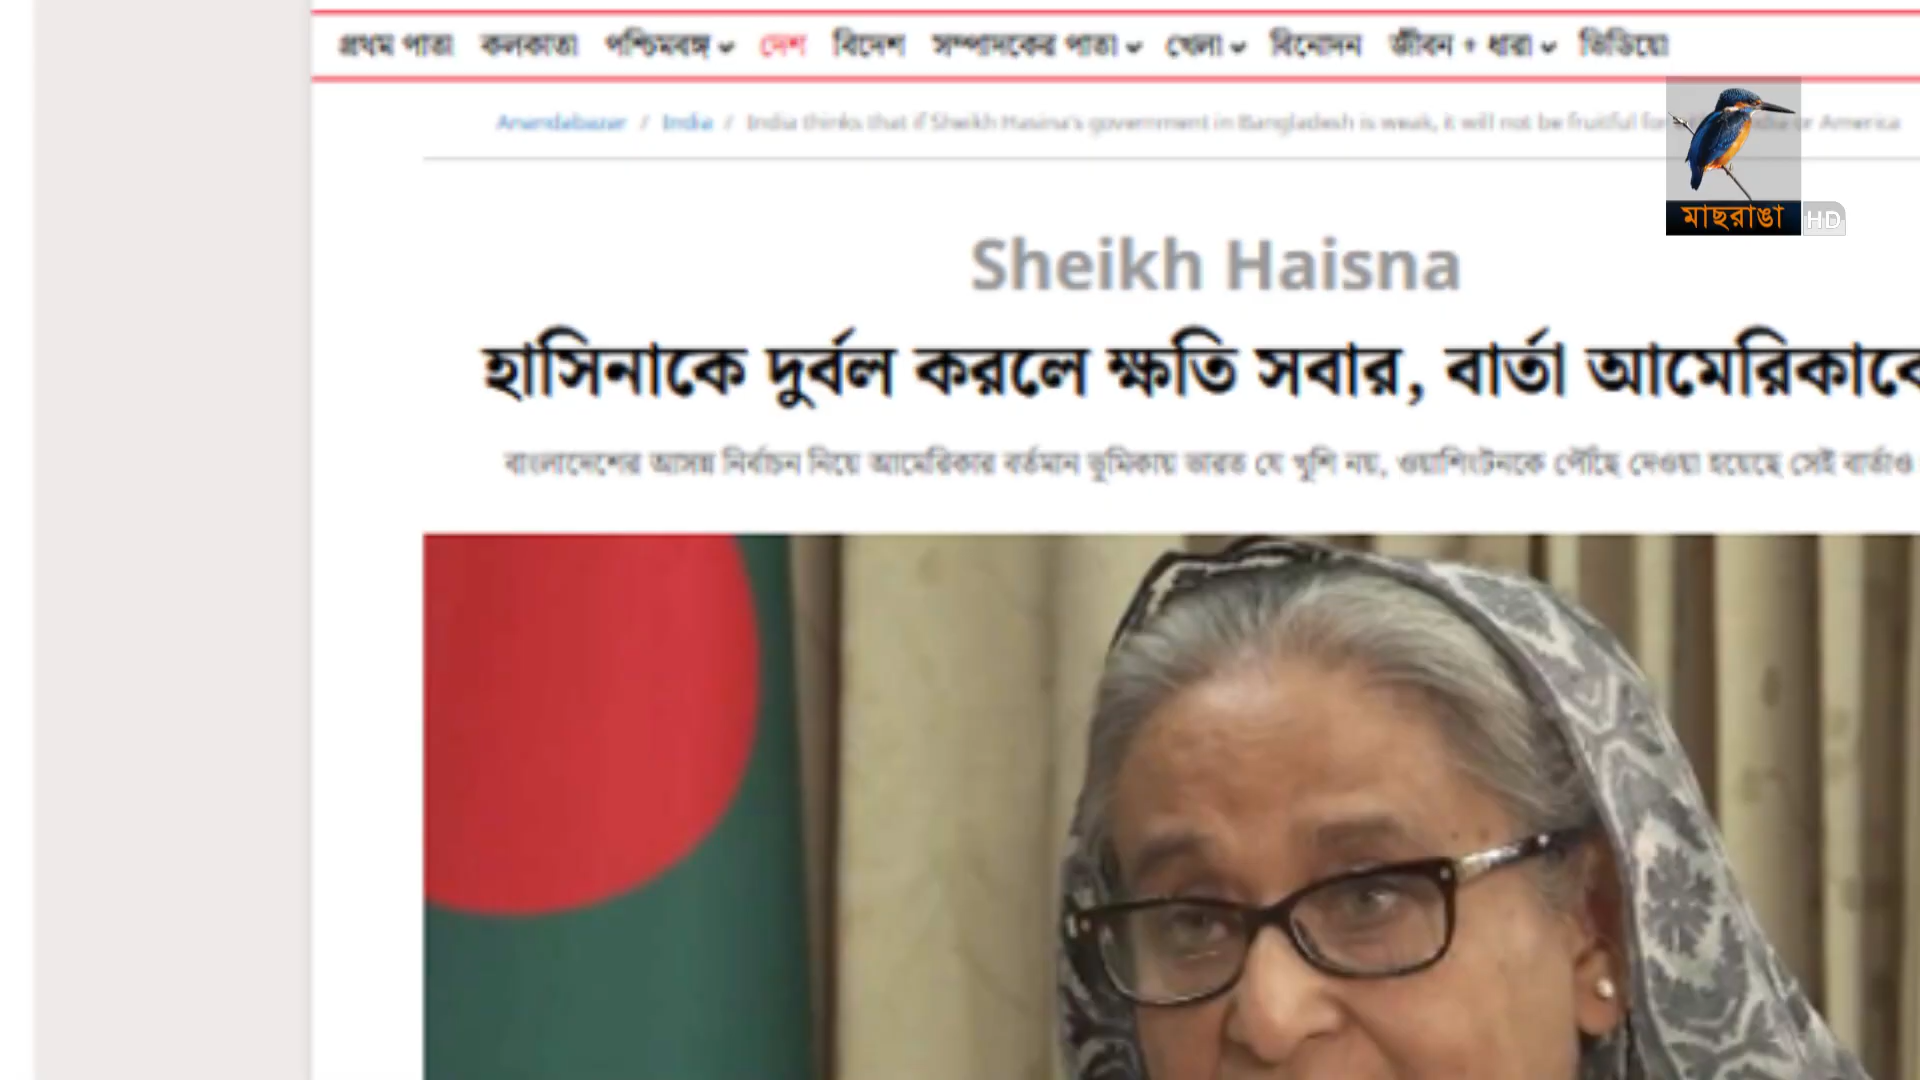 প্রথম পাতা কলকাতা পশ্চিমবঙ্গ দেশ বিদেশ সম্পাদকের পাতা খেলা বিনোদন জীবন + ধারা ভিডিয়ো
Anandabazar / India / India thinks that if Sheikh Hasina's government in Bangladesh is weak, it will not be fruitful for or America
মাছরাঙা HD
Sheikh Haisna
হাসিনাকে দুর্বল করলে ক্ষতি সবার, বার্তা
বাংলাদেশের আসন্ন নির্বাচন নিয়ে আমেরিকার বর্তমান ভূমিকায় ভারত যে খুশি নয়, ওয়াশিংটনকে পৌঁছে দেওয়া হয়েছে সেই বার্তাও